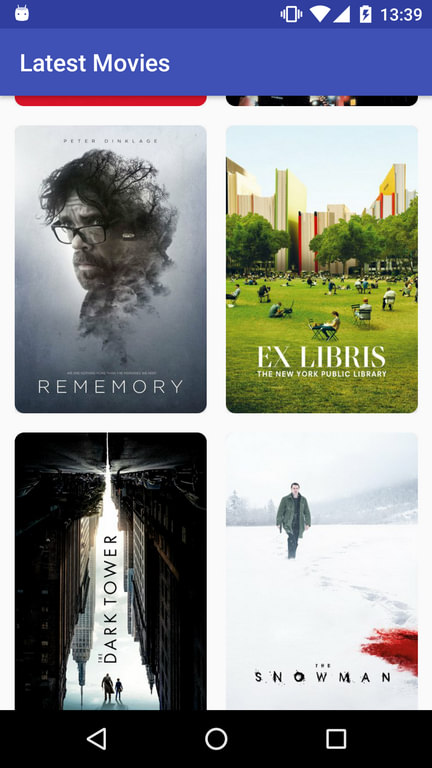 13:39
Latest Movies
PETER DINKLAGE
REMEMORY
EX LIBRIS
THE NEW YORK PUBLIC LIBRARY
THE
DARK TOWER
THE
SNOWMAN